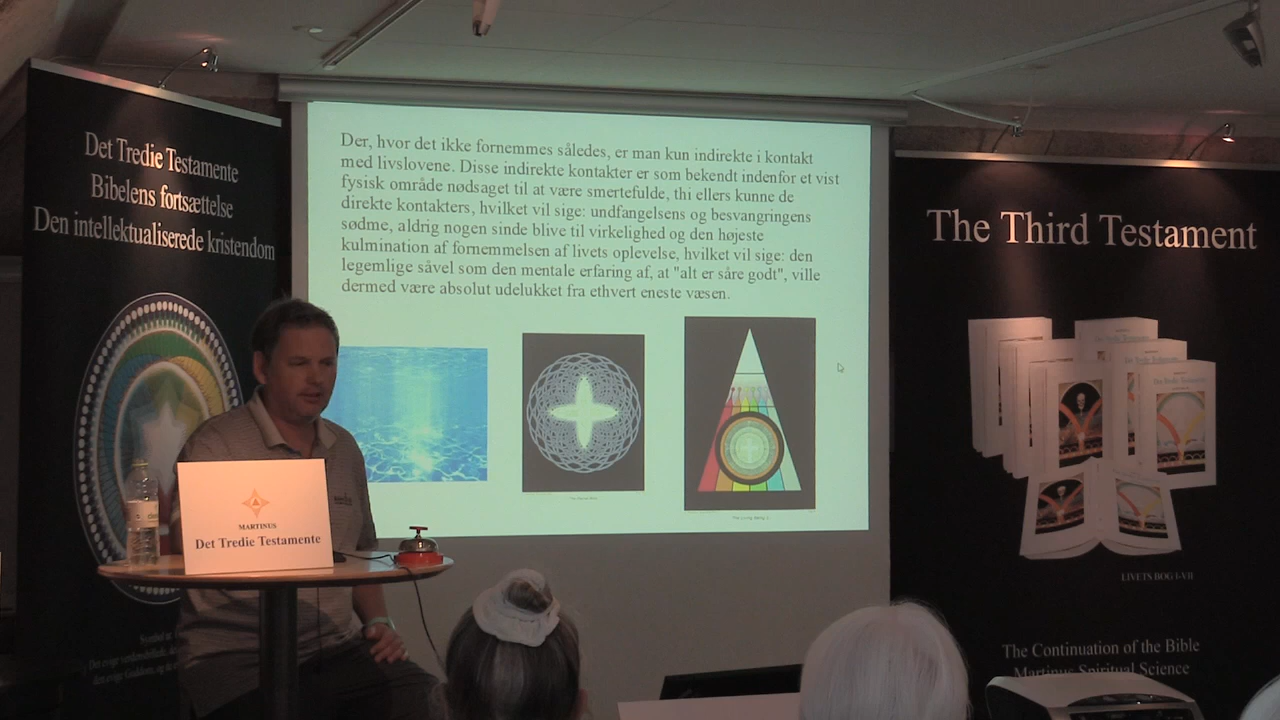 Det Tredie Testamente
Bibelens fortsættelse
Den intellektualiserede kristendom
Der, hvor det ikke fornemmes således, er man kun indirekte i kontakt
med livslovene. Disse indirekte kontakter er som bekendt indenfor et vist
fysisk område nødsaget til at være smertefulde, thi ellers kunne de
direkte kontakters, hvilket vil sige: undfangelsens og besvangringens
sødme, aldrig nogen sinde blive til virkelighed og den højeste
kulmination af fornemmelsen af livets oplevelse, hvilket vil sige: den
legemlige såvel som den mentale erfaring af, at "alt er såre godt", ville
dermed være absolut udelukket fra ethvert eneste væsen.
MARTINUS
Det Tredie Testamente
The Third Testament
LIVETS BOG I-VII
The Continuation of the Bible
Martinus Spiritual Science